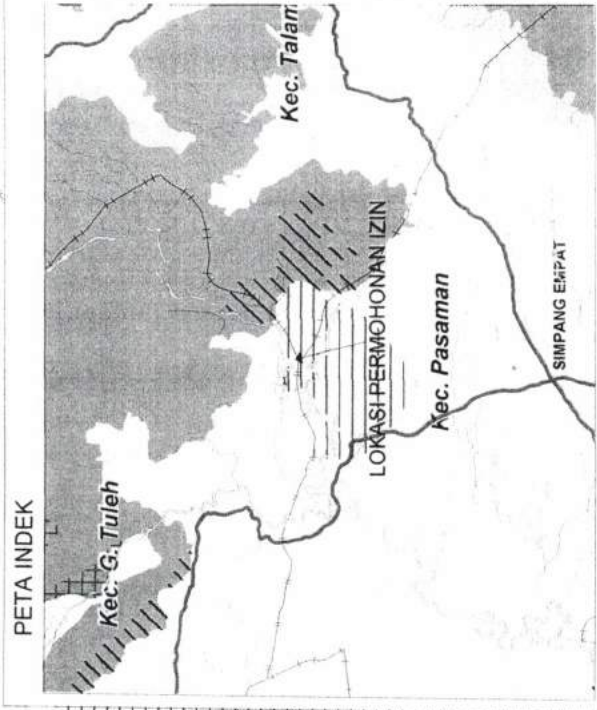 PETA INDEK
Kec. Talam
Kec. G. Tuleh
LOKASI PERMOHONAN IZIN
Kec. Pasaman
SIMPANG EMPAT